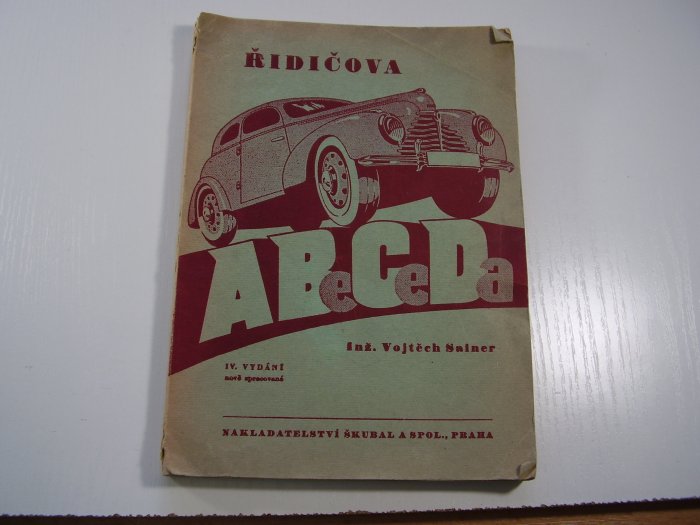 ŘIDIČOVA
ABeCeDa
Inž. Vojtěch Sainer
IV. VYDÁNÍ
nově zpracované
NAKLADATELSTVÍ ŠKUBAL A SPOL., PRAHA